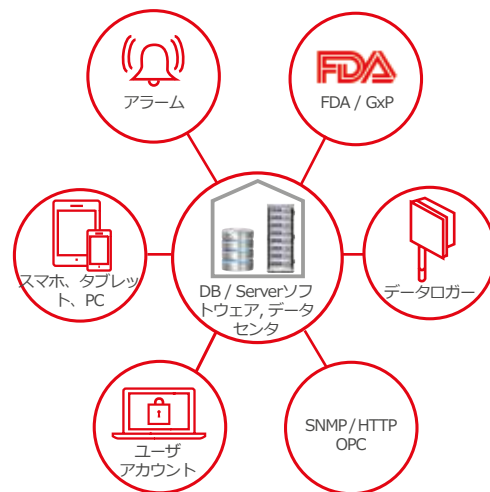 アラーム
FDA
FDA / GxP
スマホ、タブレッ
ト、PC
DB / Serverソフ
トウェア, データ
センタ
データロガー
ユーザ
アカウント
SNMP / HTTP
OPC